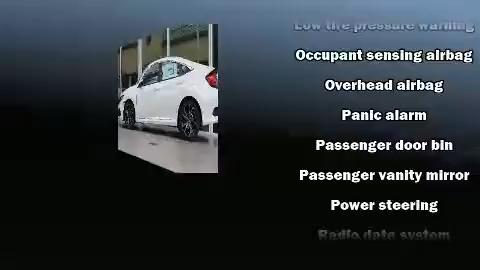 Low tire pressure warning
Occupant sensing airbag
Overhead airbag
Panic alarm
Passenger door bin
Passenger vanity mirror
Power steering
Radio data system